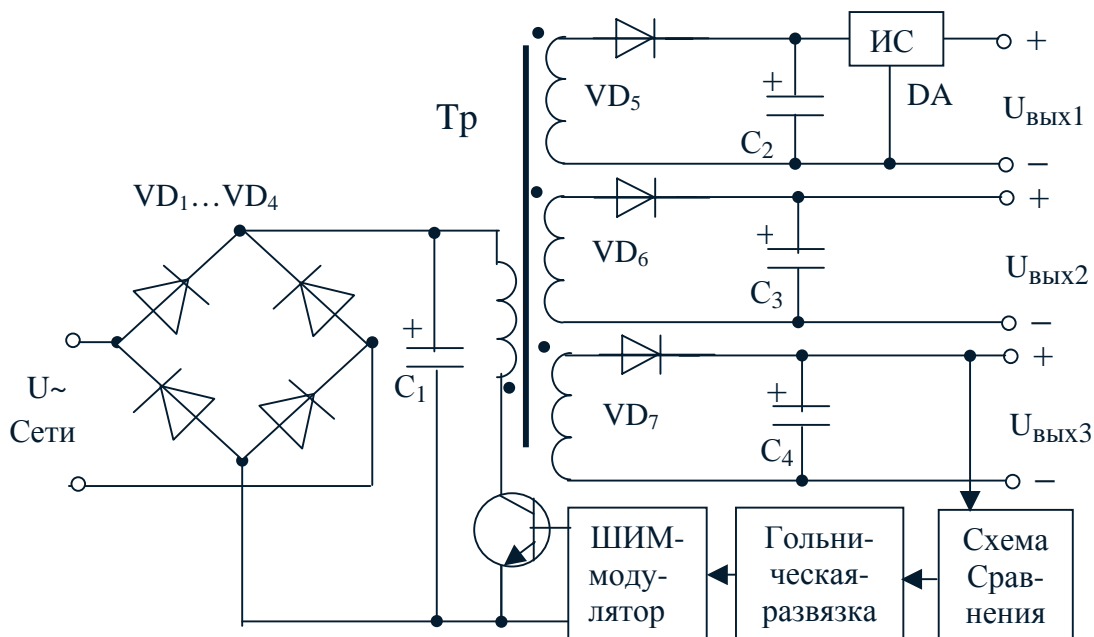 ИС
+
VD₅
+
DA
Тр
C₂
Uвых1
−
VD₁…VD₄
+
VD₆
+
Uвых2
C₃
−
+
+
U~
C₁
VD₇
+
Сети
C₄
Uвых3
−
ШИМ-
моду-
лятор
Гольни-
ческая-
развязка
Схема
Срав-
нения